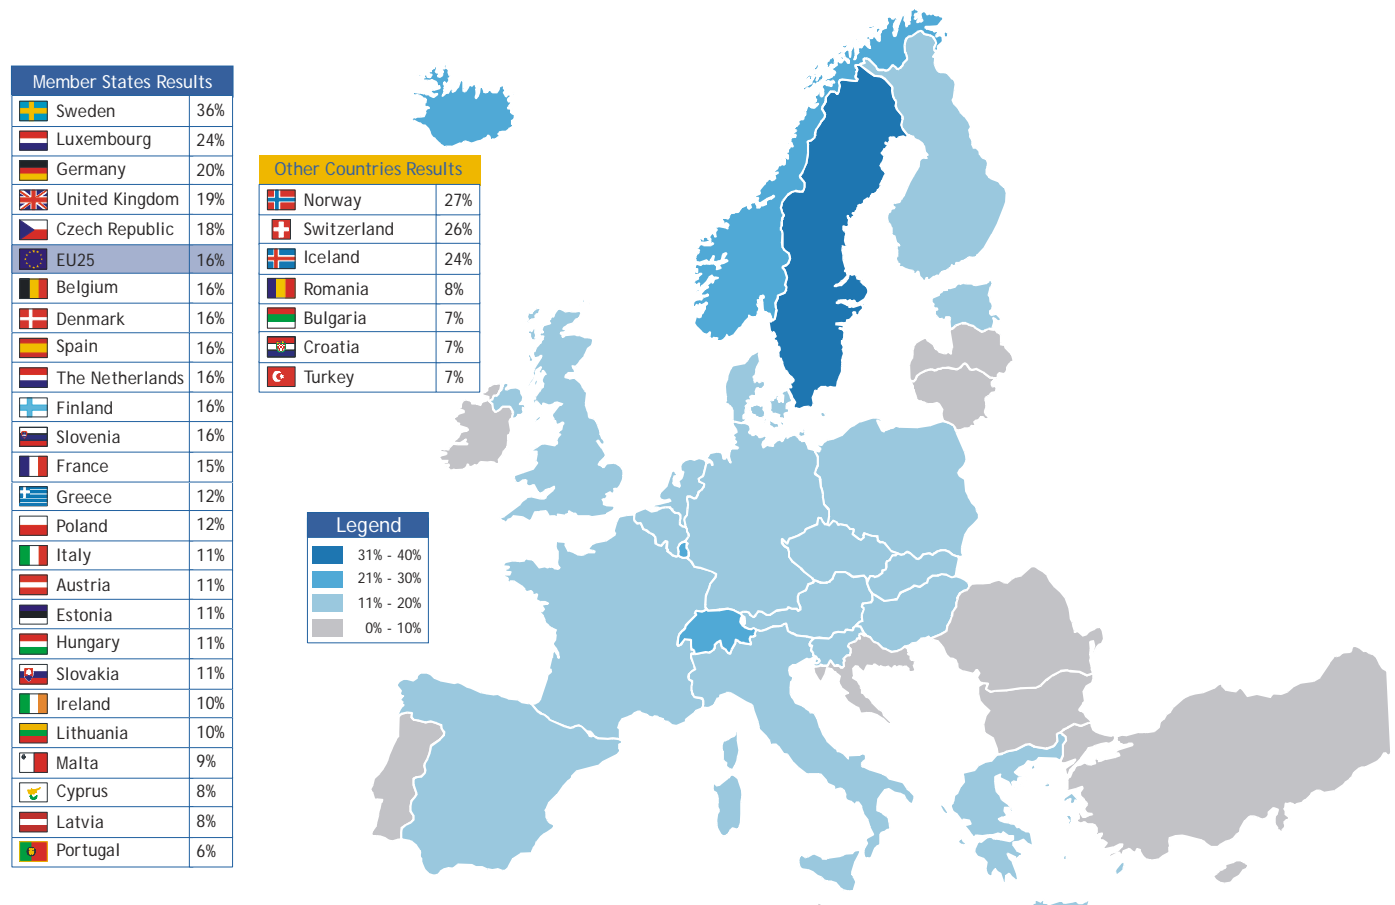 Member States Results
Sweden 36%
Luxembourg 24%
Germany 20%
United Kingdom 19%
Czech Republic 18%
EU25 16%
Belgium 16%
Denmark 16%
Spain 16%
The Netherlands 16%
Finland 16%
Slovenia 16%
France 15%
Greece 12%
Poland 12%
Italy 11%
Austria 11%
Estonia 11%
Hungary 11%
Slovakia 11%
Ireland 10%
Lithuania 10%
Malta 9%
Cyprus 8%
Latvia 8%
Portugal 6%
Other Countries Results
Norway 27%
Switzerland 26%
Iceland 24%
Romania 8%
Bulgaria 7%
Croatia 7%
Turkey 7%
Legend
31% - 40%
21% - 30%
11% - 20%
0% - 10%